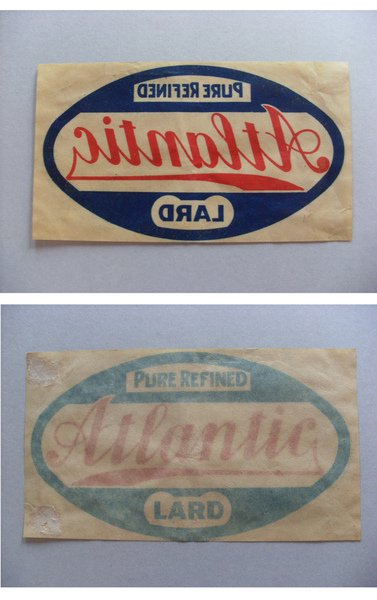 PURE REFINED
Atlantic
LARD
PURE REFINED
Atlantic
LARD